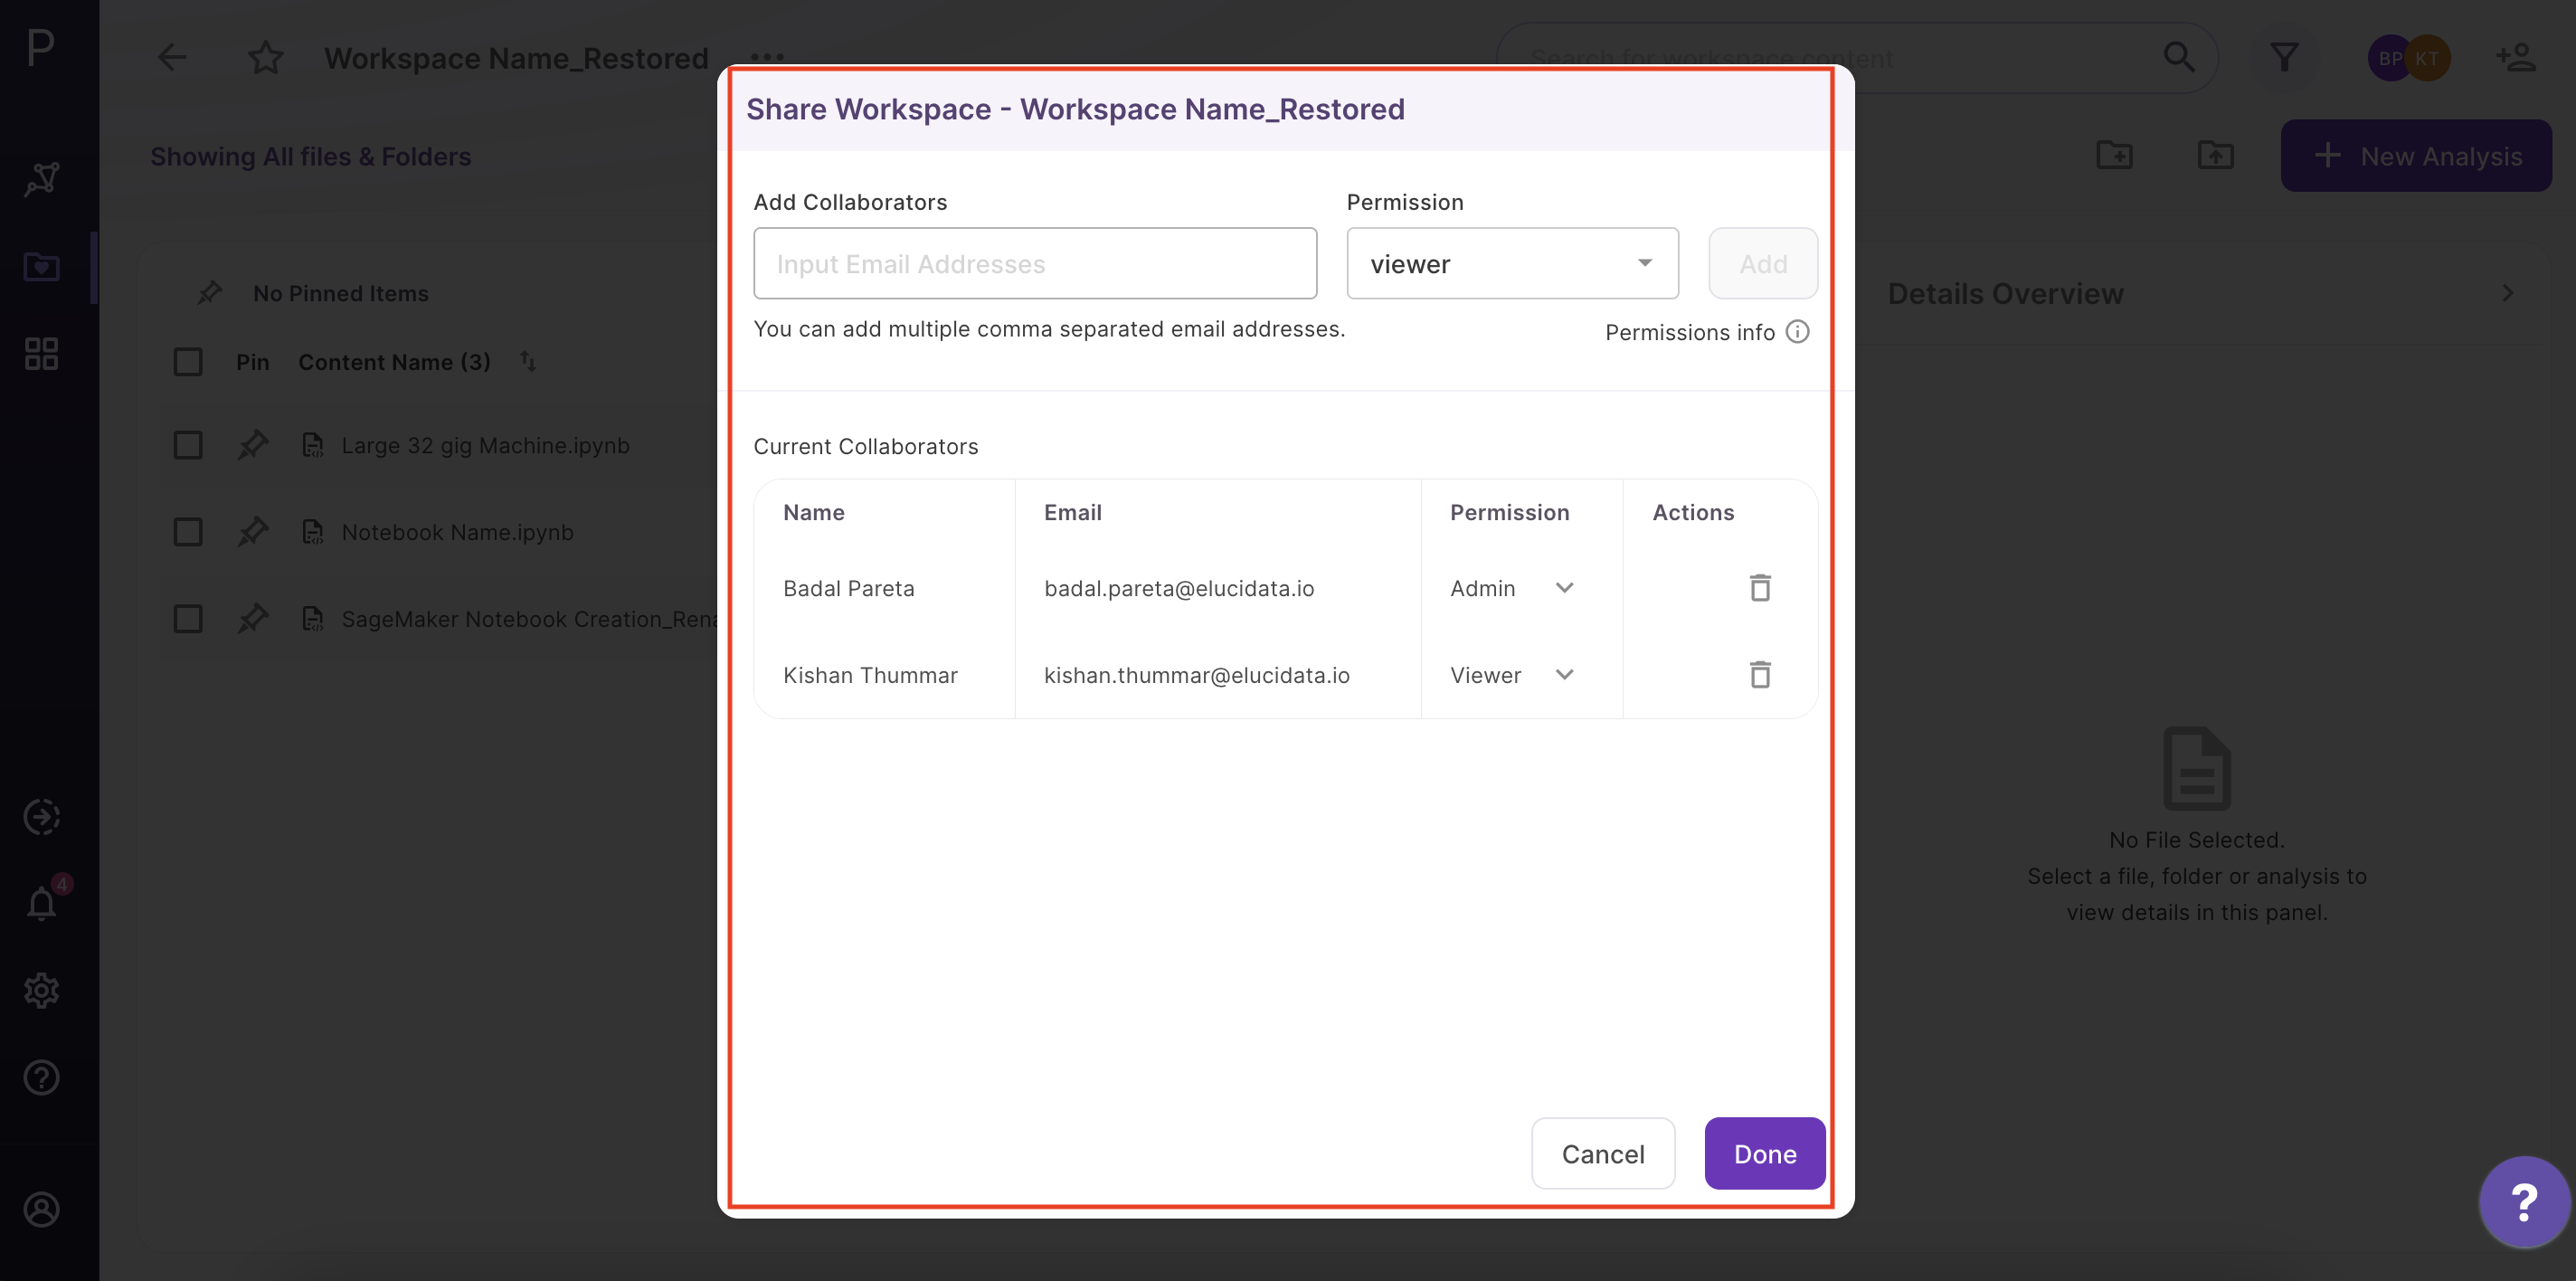 P
Workspace Name_Restored
Search for workspace content
BP KT
Showing All files & Folders
New Analysis
No Pinned Items
Pin Content Name (3)
Large 32 gig Machine.ipynb
Notebook Name.ipynb
SageMaker Notebook Creation_Rena
4
Share Workspace - Workspace Name_Restored
Add Collaborators Permission
Input Email Addresses viewer Add
You can add multiple comma separated email addresses. Permissions info
Current Collaborators
Name Email Permission Actions
Badal Pareta badal.pareta@elucidata.io Admin
Kishan Thummar kishan.thummar@elucidata.io Viewer
Cancel Done
Details Overview
No File Selected.
Select a file, folder or analysis to
view details in this panel.
?